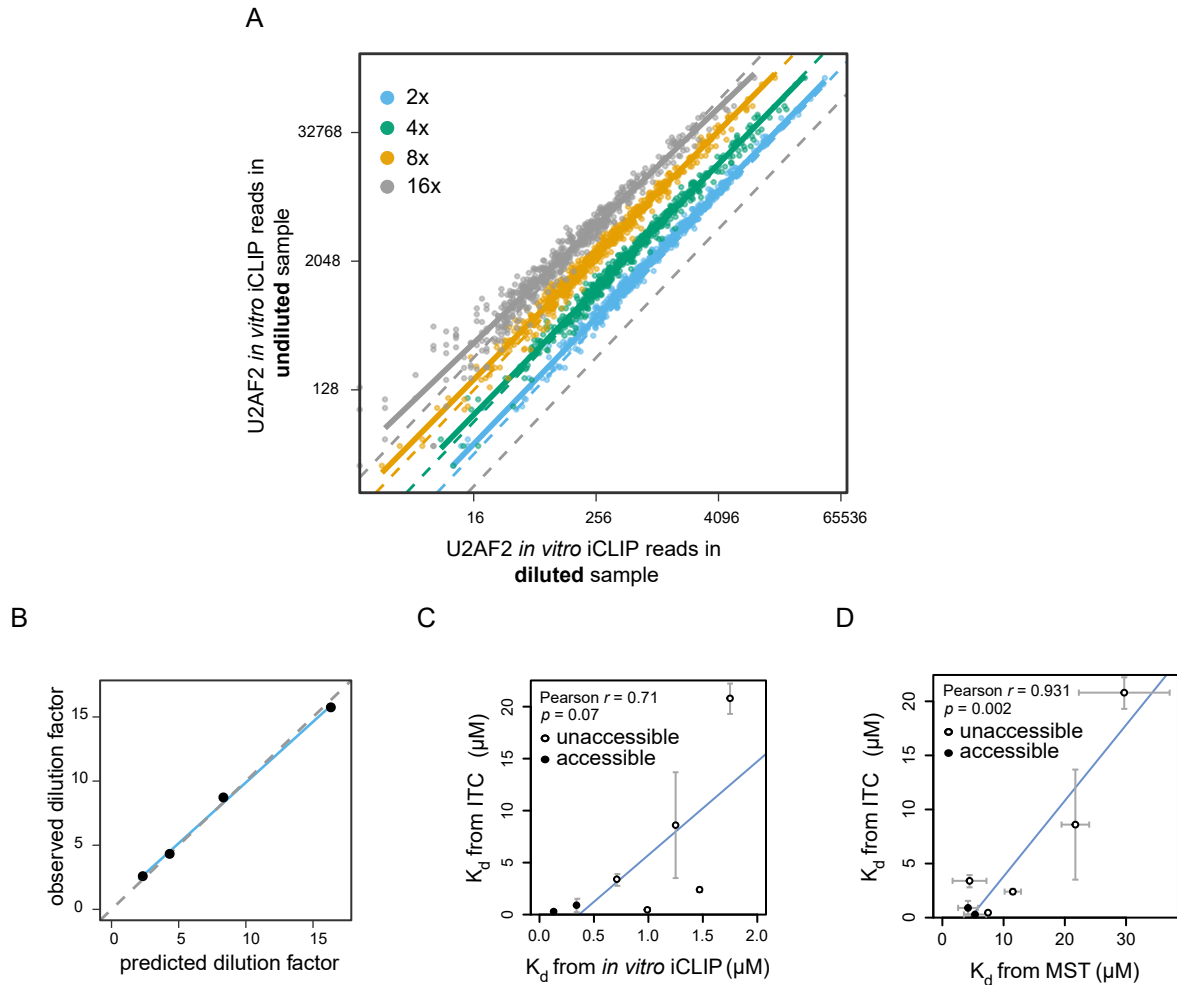 A
2x
4x
8x
16x
32768
2048
128
U2AF2 in vitro iCLIP reads in
undiluted sample
16
256
4096
65536
U2AF2 in vitro iCLIP reads in
diluted sample
B
15
10
5
0
observed dilution factor
0
5
10
15
predicted dilution factor
C
Pearson r = 0.71
p = 0.07
unaccessible
accessible
20
15
10
5
0
Kd from ITC (µM)
0.0
0.5
1.0
1.5
2.0
Kd from in vitro iCLIP (µM)
D
Pearson r = 0.931
p = 0.002
unaccessible
accessible
20
15
10
5
0
Kd from ITC (µM)
0
10
20
30
Kd from MST (µM)